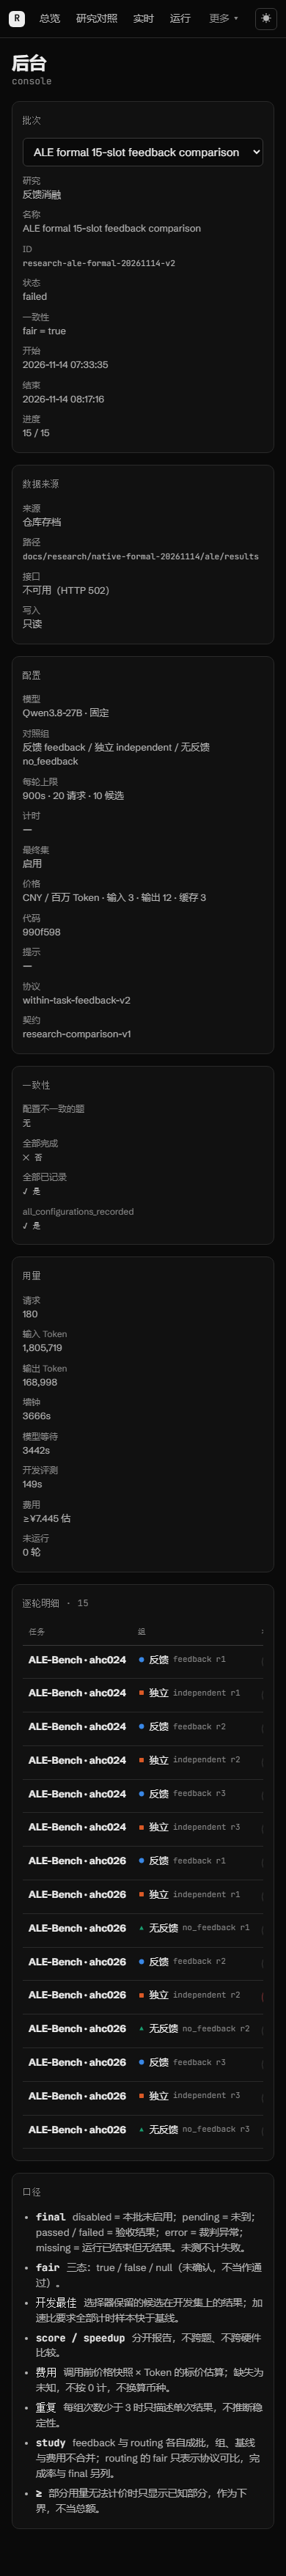 R 总览 研究对照 实时 运行 更多
后台
console
批次
ALE formal 15-slot feedback comparison
研究
反馈消融
名称
ALE formal 15-slot feedback comparison
ID
research-ale-formal-20261114-v2
状态
failed
一致性
fair = true
开始
2026-11-14 07:33:35
结束
2026-11-14 08:17:16
进度
15 / 15
数据来源
来源
仓库存档
路径
docs/research/native-formal-20261114/ale/results
接口
不可用（HTTP 502）
写入
只读
配置
模型
Qwen3.8-27B · 固定
对照组
反馈 feedback / 独立 independent / 无反馈
no_feedback
每轮上限
900s · 20 请求 · 10 候选
计时
—
最终集
启用
价格
CNY / 百万 Token · 输入 3 · 输出 12 · 缓存 3
代码
990f598
提示
—
协议
within-task-feedback-v2
契约
research-comparison-v1
一致性
配置不一致的题
无
全部完成
× 否
全部已记录
✓ 是
all_configurations_recorded
✓ 是
用量
请求
180
输入 Token
1,805,719
输出 Token
168,998
墙钟
3666s
模型等待
3442s
开发评测
149s
费用
≥¥7.445 估
未运行
0 轮
逐轮明细 · 15
任务 组
ALE-Bench · ahc024 反馈 feedback r1
ALE-Bench · ahc024 独立 independent r1
ALE-Bench · ahc024 反馈 feedback r2
ALE-Bench · ahc024 独立 independent r2
ALE-Bench · ahc024 反馈 feedback r3
ALE-Bench · ahc024 独立 independent r3
ALE-Bench · ahc026 反馈 feedback r1
ALE-Bench · ahc026 独立 independent r1
ALE-Bench · ahc026 无反馈 no_feedback r1
ALE-Bench · ahc026 反馈 feedback r2
ALE-Bench · ahc026 独立 independent r2
ALE-Bench · ahc026 无反馈 no_feedback r2
ALE-Bench · ahc026 反馈 feedback r3
ALE-Bench · ahc026 独立 independent r3
ALE-Bench · ahc026 无反馈 no_feedback r3
口径
final disabled = 本批未启用；pending = 未到；
passed / failed = 验收结果；error = 裁判异常；
missing = 运行已结束但无结果。未测不计失败。
fair 三态：true / false / null（未确认，不当作通
过）。
开发最佳 选择器保留的候选在开发集上的结果；加
速比要求全部计时样本快于基线。
score / speedup 分开报告，不跨题、不跨硬件
比较。
费用 调用前价格快照 × Token 的标价估算；缺失为
未知，不按 0 计，不换算币种。
重复 每组次数少于 3 时只描述单次结果，不推断稳
定性。
study feedback 与 routing 各自成批，组、基线
与费用不合并；routing 的 fair 只表示协议可比，完
成率与 final 另列。
≥ 部分用量无法计价时只显示已知部分，作为下
界，不当总额。